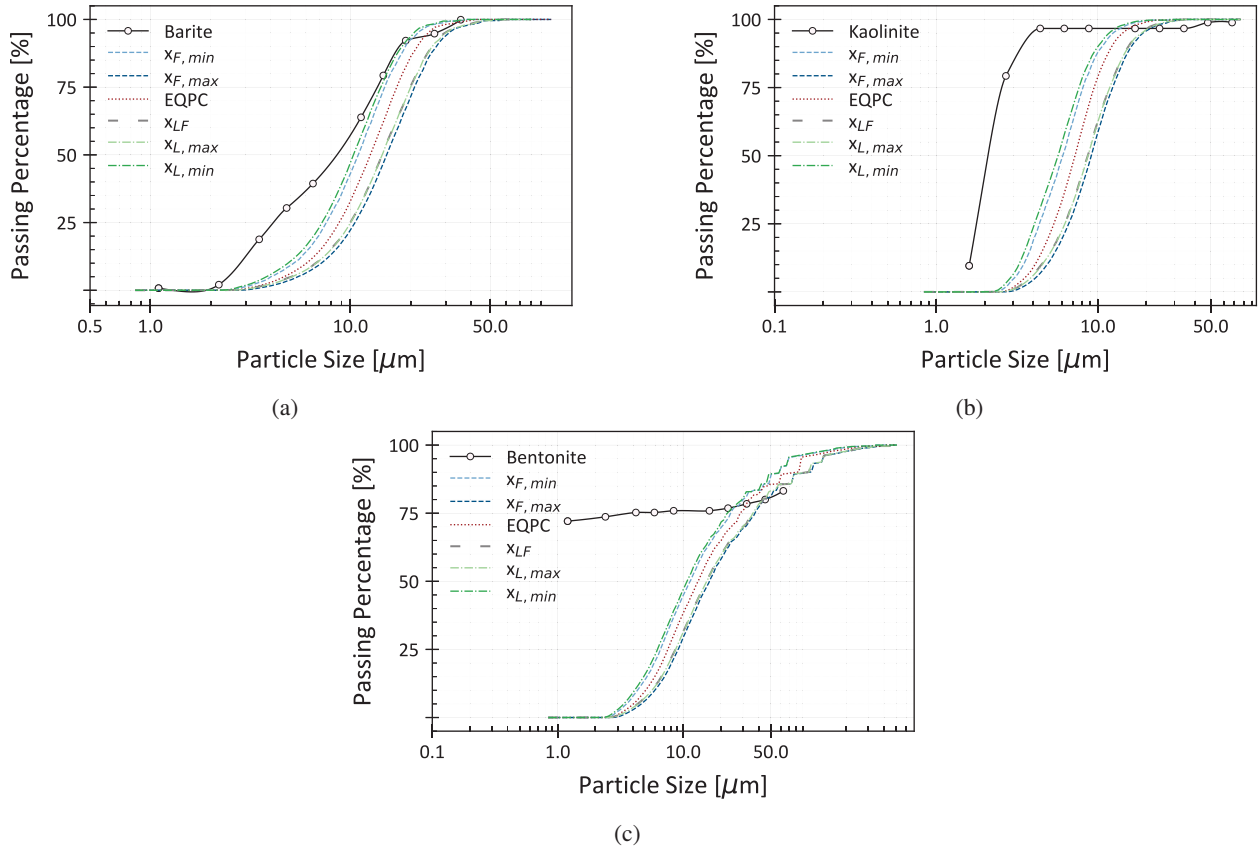 Passing Percentage [%]
100
75
50
25
Barite
x_F, min
x_F, max
EQPC
x_LF
x_L, max
x_L, min
0.5 1.0 10.0 50.0
Particle Size [μm]
(a)
Passing Percentage [%]
100
75
50
25
Kaolinite
x_F, min
x_F, max
EQPC
x_LF
x_L, max
x_L, min
0.1 1.0 10.0 50.0
Particle Size [μm]
(b)
Passing Percentage [%]
100
75
50
25
Bentonite
x_F, min
x_F, max
EQPC
x_LF
x_L, max
x_L, min
0.1 1.0 10.0 50.0
Particle Size [μm]
(c)